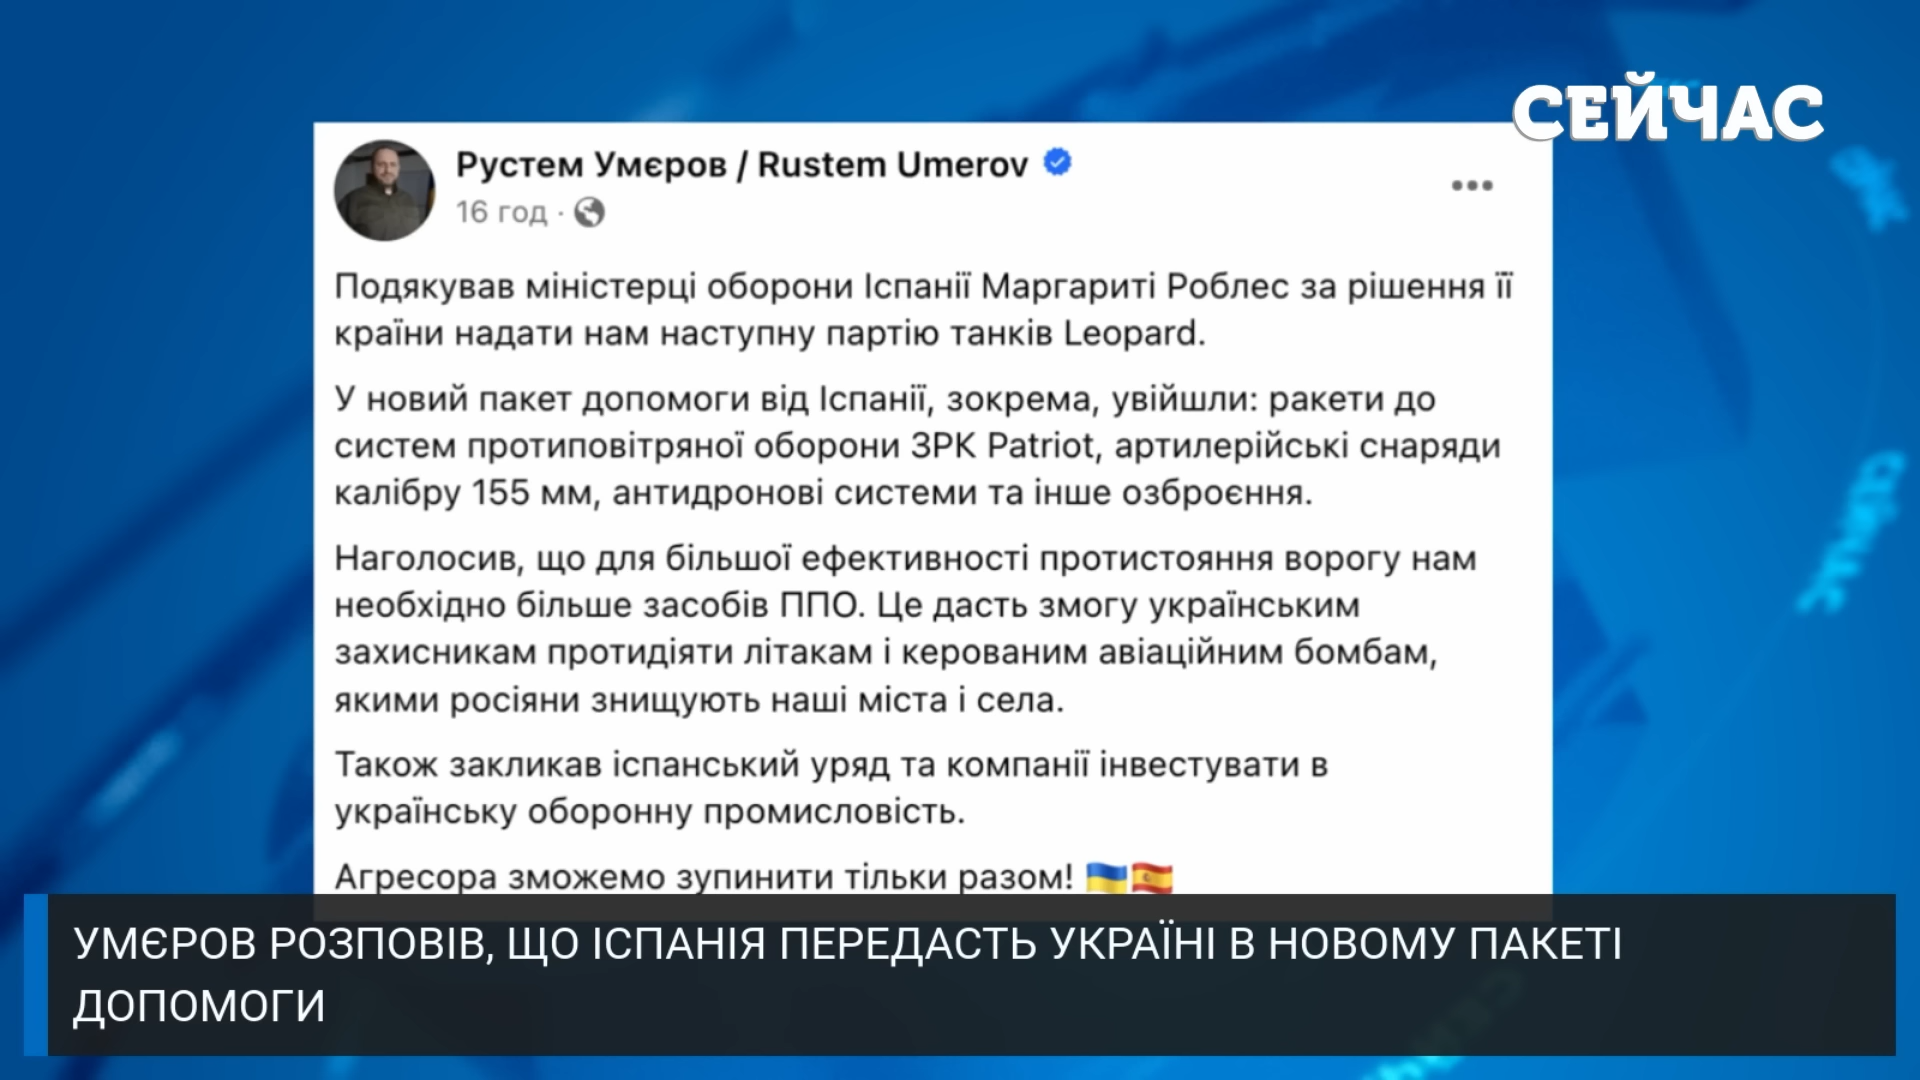 СЕЙЧАС
Рустем Умєров / Rustem Umerov
16 год ·
Подякував міністерці оборони Іспанії Маргариті Роблес за рішення її
країни надати нам наступну партію танків Leopard.
У новий пакет допомоги від Іспанії, зокрема, увійшли: ракети до
систем протиповітряної оборони ЗРК Patriot, артилерійські снаряди
калібру 155 мм, антидронові системи та інше озброєння.
Наголосив, що для більшої ефективності протистояння ворогу нам
необхідно більше засобів ППО. Це дасть змогу українським
захисникам протидіяти літакам і керованим авіаційним бомбам,
якими росіяни знищують наші міста і села.
Також закликав іспанський уряд та компанії інвестувати в
українську оборонну промисловість.
Агресора зможемо зупинити тільки разом! 🇺🇦🇪🇸
УМЄРОВ РОЗПОВІВ, ЩО ІСПАНІЯ ПЕРЕДАСТЬ УКРАЇНІ В НОВОМУ ПАКЕТІ
ДОПОМОГИ